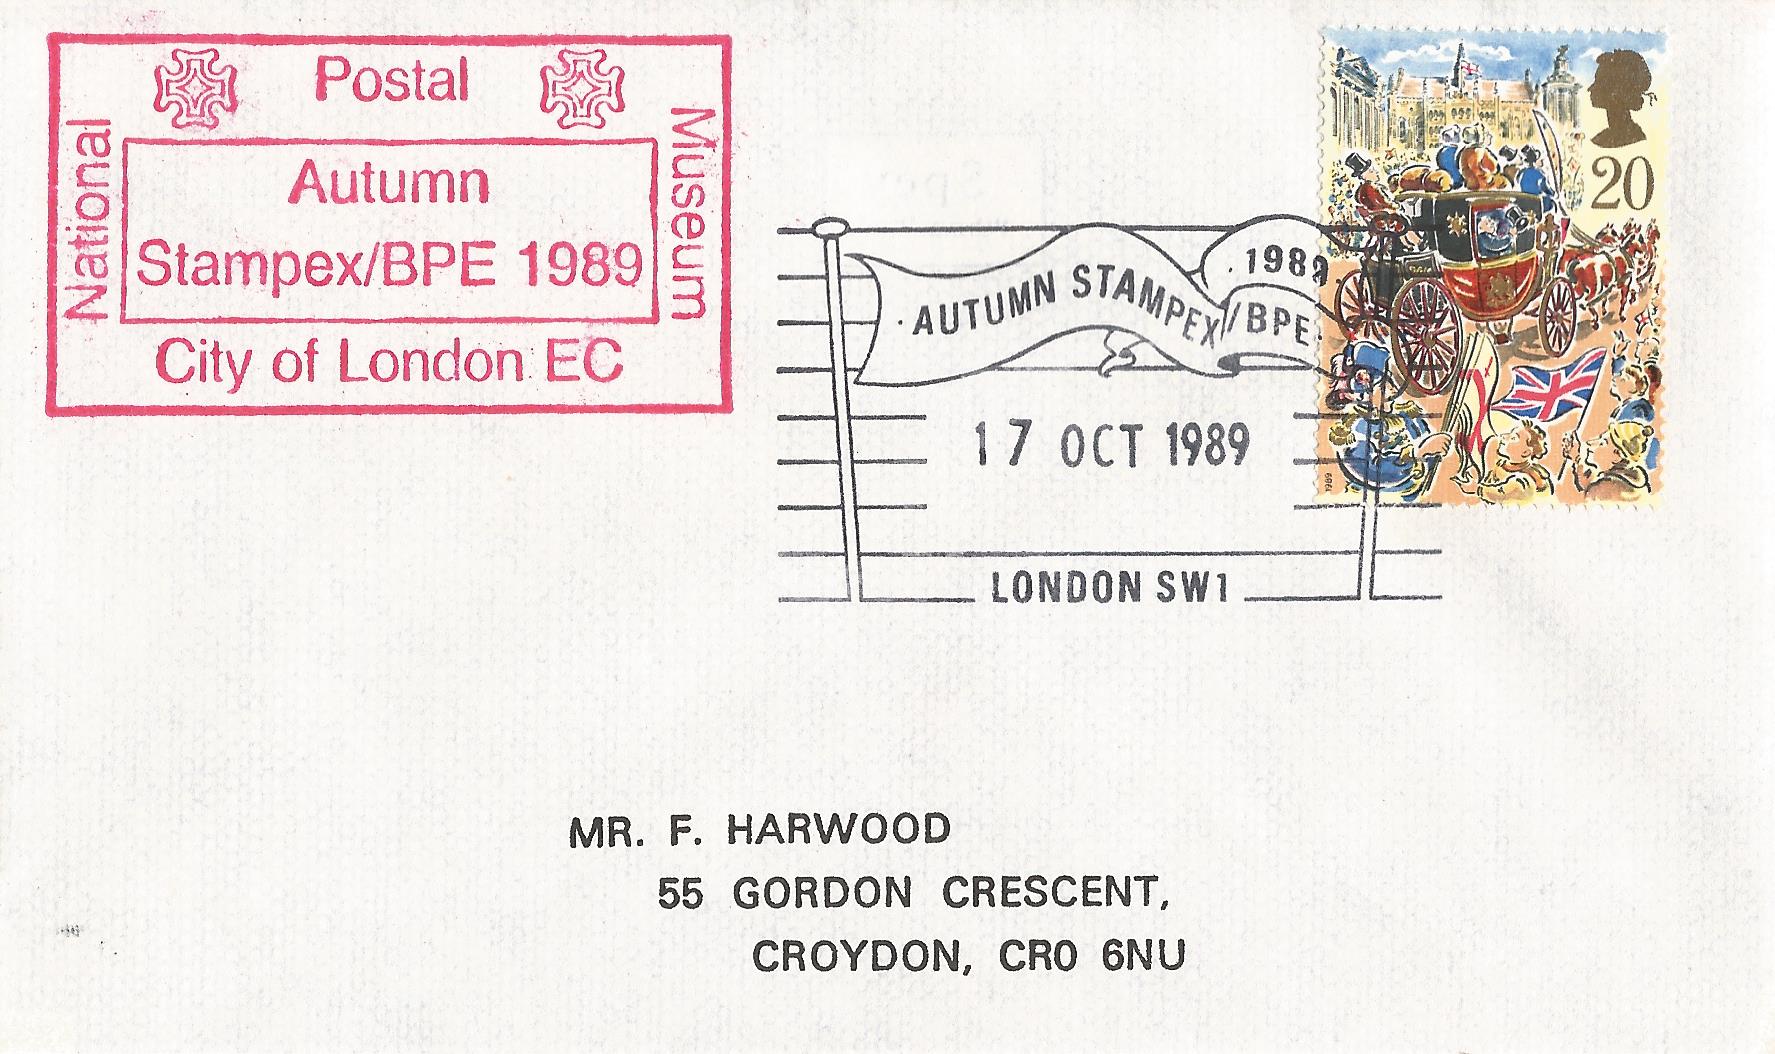 Postal
National
Museum
Autumn
Stampex/BPE 1989
City of London EC
20
1989
· AUTUMN STAMPEX/BPE·
17 OCT 1989
1989
LONDON SW1
MR. F. HARWOOD
55 GORDON CRESCENT,
CROYDON, CR0 6NU